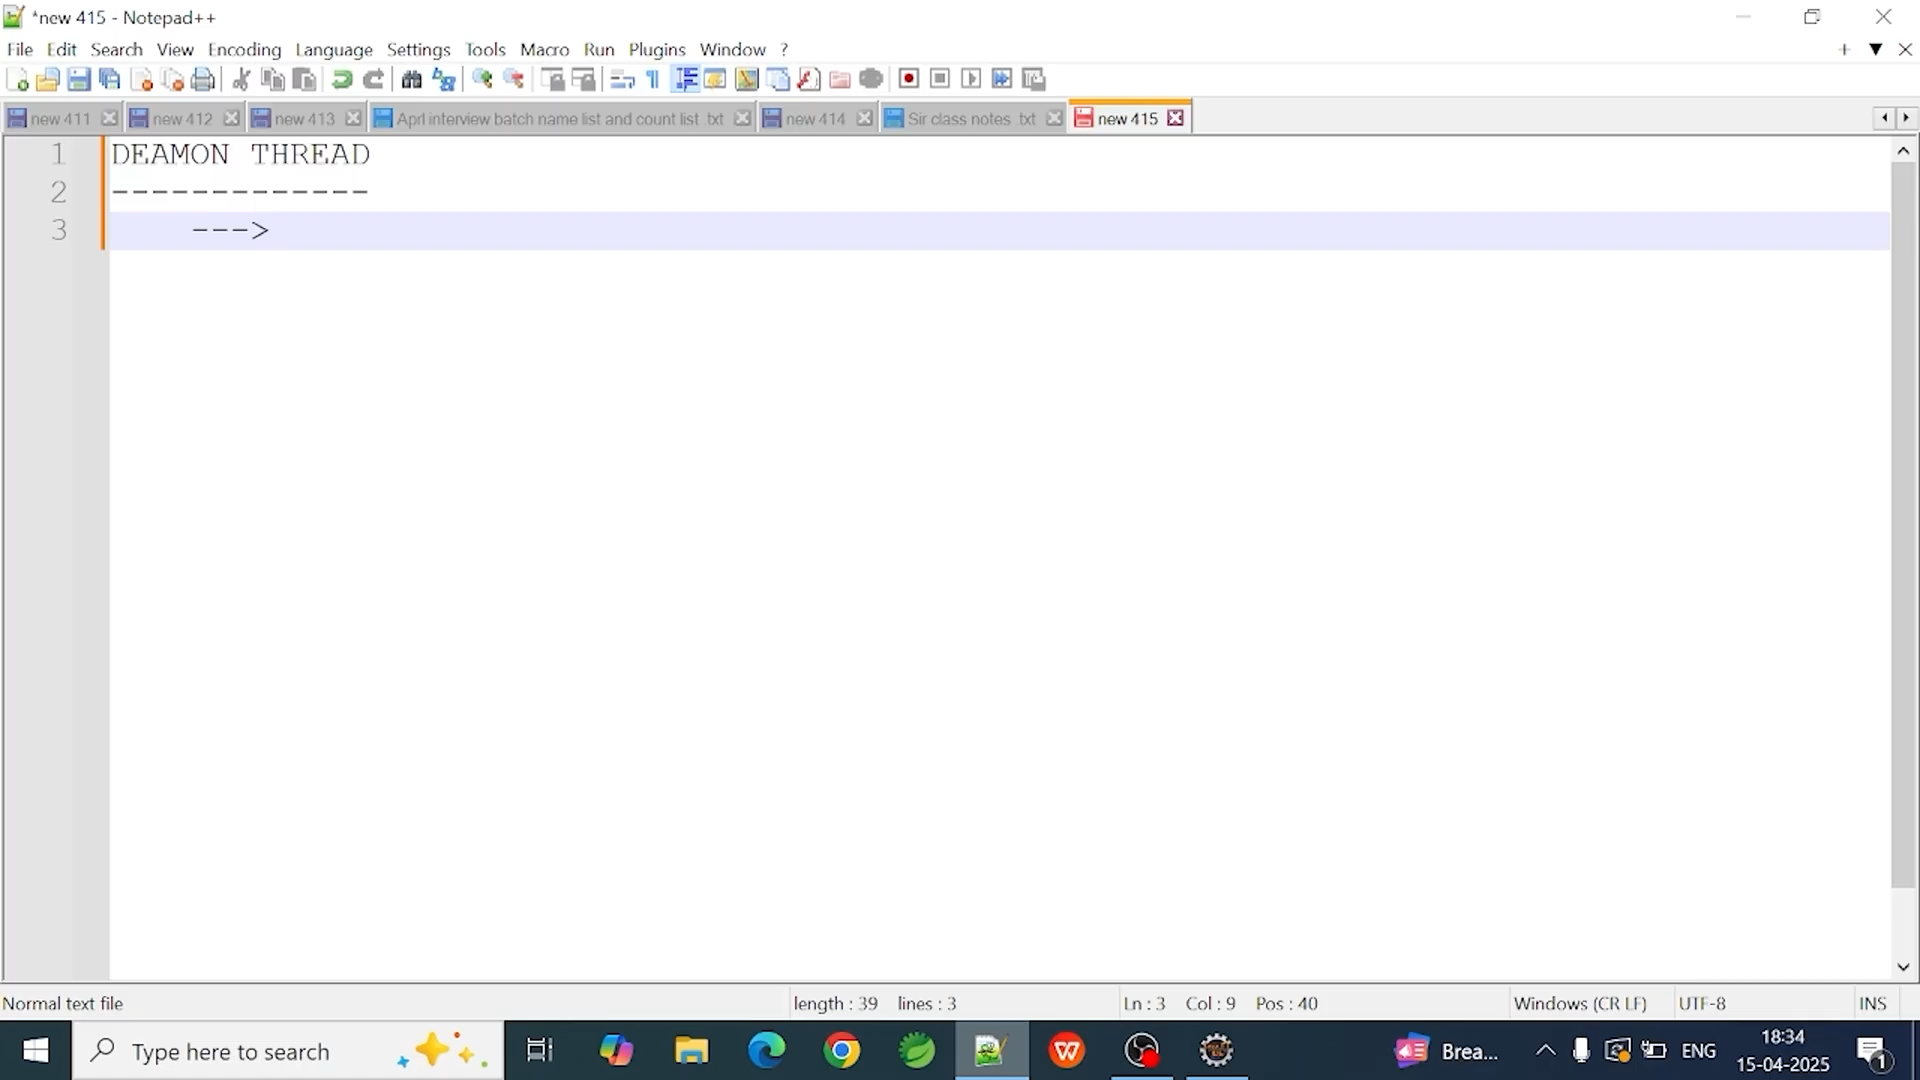 *new 415 - Notepad++
File Edit Search View Encoding Language Settings Tools Macro Run Plugins Window ?
new 411 new 412 new 413 Aprl interview batch name list and count list txt new 414 Sir class notes txt new 415
1 DEAMON THREAD
2 -------------
3 --->
Normal text file length : 39 lines : 3 Ln : 3 Col : 9 Pos : 40 Windows (CR LF) UTF-8 INS
Type here to search Brea... ENG 18:34
15-04-2025 1